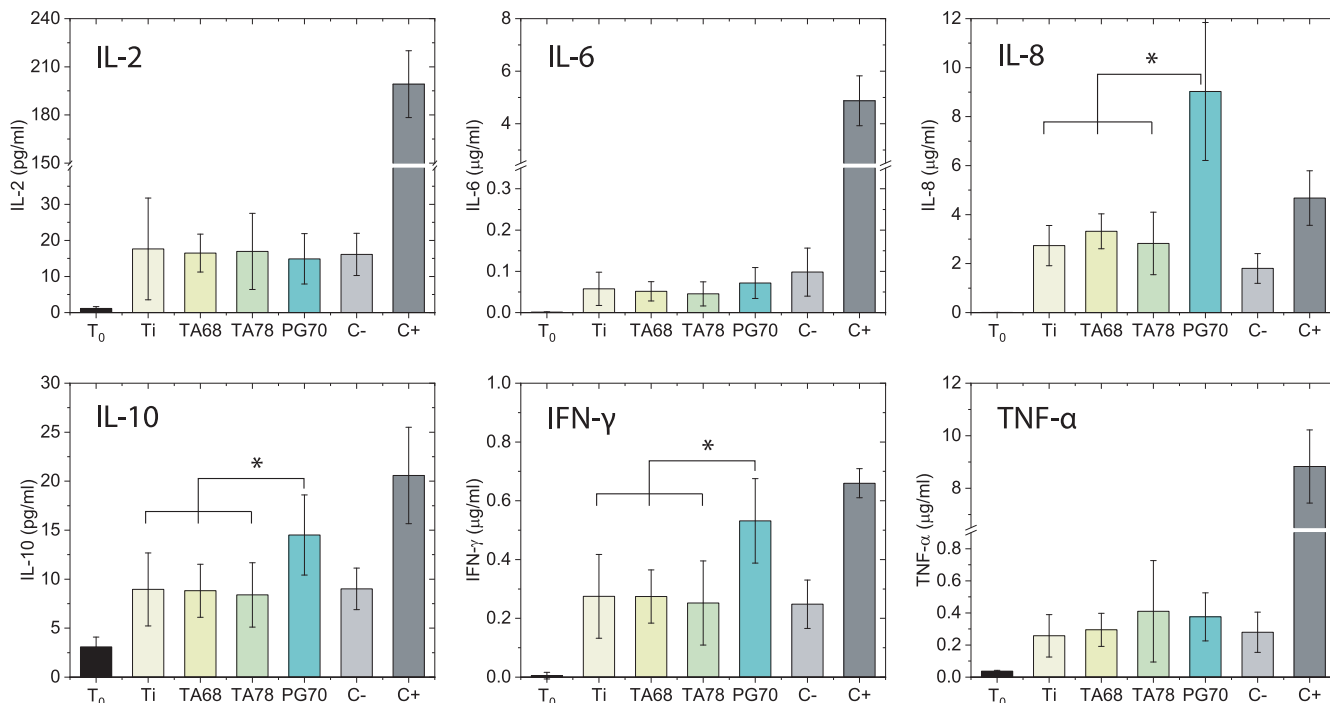 IL-2
IL-2 (pg/ml)
240
210
180
150
30
20
10
0
T0 Ti TA68 TA78 PG70 C- C+
IL-6
IL-6 (μg/ml)
8
6
4
0.3
0.2
0.1
0.0
T0 Ti TA68 TA78 PG70 C- C+
IL-8
*
IL-8 (μg/ml)
12
10
8
6
4
2
0
T0 Ti TA68 TA78 PG70 C- C+
IL-10
*
IL-10 (pg/ml)
30
25
20
15
10
5
0
T0 Ti TA68 TA78 PG70 C- C+
IFN-γ
*
IFN-γ (μg/ml)
1.0
0.8
0.6
0.4
0.2
0.0
T0 Ti TA68 TA78 PG70 C- C+
TNF-α
TNF-α (μg/ml)
12
10
8
0.8
0.6
0.4
0.2
0.0
T0 Ti TA68 TA78 PG70 C- C+